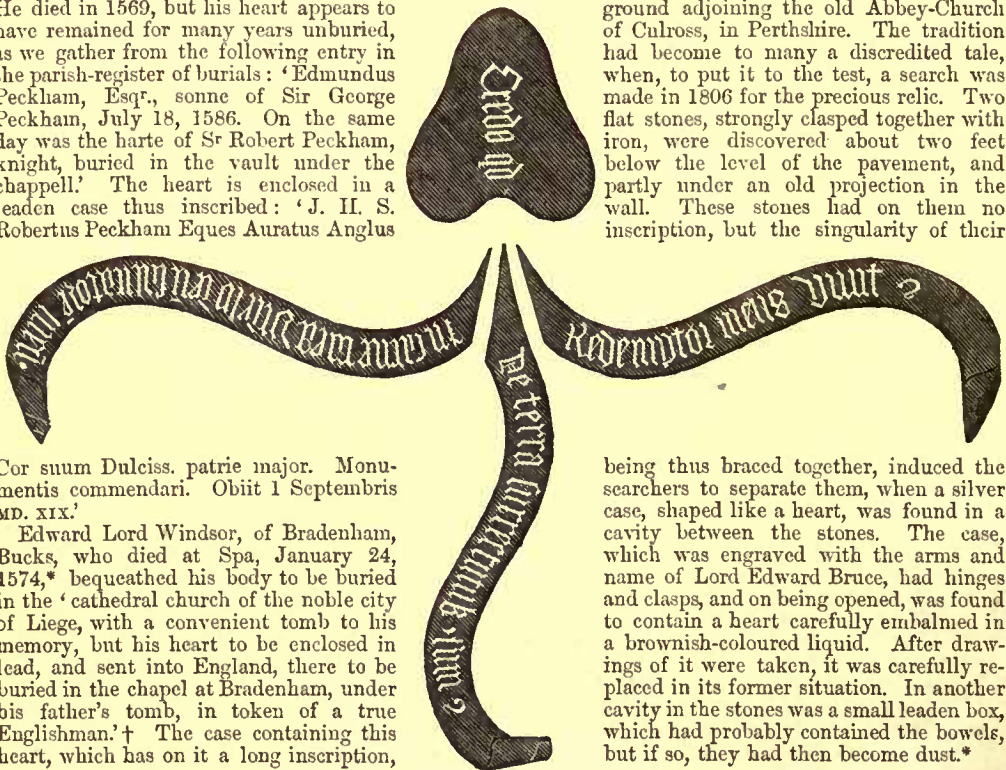 He died in 1569, but his heart appears to
have remained for many years unburied,
as we gather from the following entry in
the parish-register of burials: ‘Edmundus
Peckham, Esqʳ., sonne of Sir George
Peckham, July 18, 1586. On the same
day was the harte of Sʳ Robert Peckham,
knight, buried in the vault under the
chappell.’ The heart is enclosed in a
leaden case thus inscribed: ‘J. H. S.
Robertus Peckham Eques Auratus Anglus
Cor suum Dulciss. patrie major. Monu-
mentis commendari. Obiit 1 Septembris
MD. XIX.’
Edward Lord Windsor, of Bradenham,
Bucks, who died at Spa, January 24,
1574,* bequeathed his body to be buried
in the ‘cathedral church of the noble city
of Liege, with a convenient tomb to his
memory, but his heart to be enclosed in
lead, and sent into England, there to be
buried in the chapel at Bradenham, under
his father's tomb, in token of a true
Englishman.’† The case containing this
heart, which has on it a long inscription,
Credo qd
Redemptor meus Vivit
De terra surrecturus sum
in carne mea
ground adjoining the old Abbey-Church
of Culross, in Perthshire. The tradition
had become to many a discredited tale,
when, to put it to the test, a search was
made in 1806 for the precious relic. Two
flat stones, strongly clasped together with
iron, were discovered about two feet
below the level of the pavement, and
partly under an old projection in the
wall. These stones had on them no
inscription, but the singularity of their
being thus braced together, induced the
searchers to separate them, when a silver
case, shaped like a heart, was found in a
cavity between the stones. The case,
which was engraved with the arms and
name of Lord Edward Bruce, had hinges
and clasps, and on being opened, was found
to contain a heart carefully embalmed in
a brownish-coloured liquid. After draw-
ings of it were taken, it was carefully re-
placed in its former situation. In another
cavity in the stones was a small leaden box,
which had probably contained the bowels,
but if so, they had then become dust.*